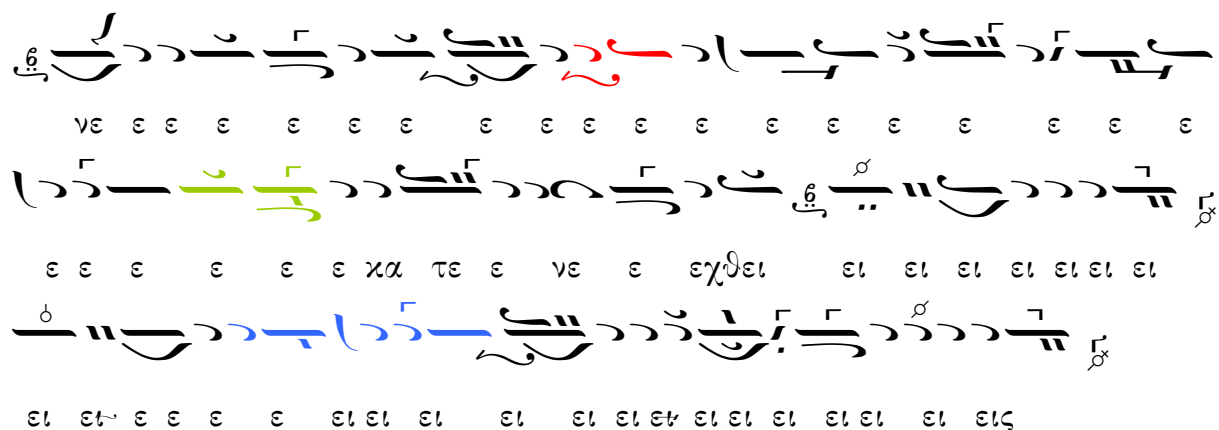 νε ε ε ε ε ε ε ε ε ε ε ε ε ε ε ε ε ε ε
ε ε ε ε ε ε κα τε ε νε ε εχθει ει ει ει ει ει ει ει
ει ει ε ε ε ε ει ει ει ει ει ει ει ει ει ει ει ει ει εις